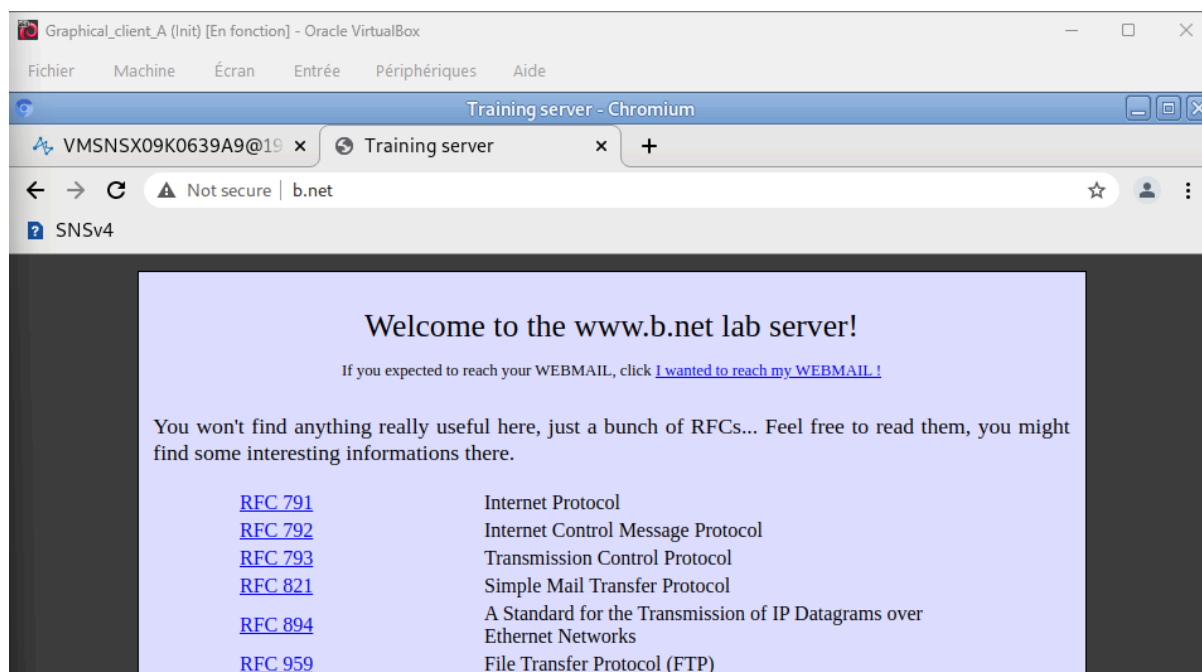 Graphical_client_A (Init) [En fonction] - Oracle VirtualBox
Fichier Machine Écran Entrée Périphériques Aide
Training server - Chromium
VMSNSX09K0639A9@19 Training server
Not secure b.net
SNSv4
Welcome to the www.b.net lab server!
If you expected to reach your WEBMAIL, click I wanted to reach my WEBMAIL !
You won't find anything really useful here, just a bunch of RFCs... Feel free to read them, you might
find some interesting informations there.
RFC 791 Internet Protocol
RFC 792 Internet Control Message Protocol
RFC 793 Transmission Control Protocol
RFC 821 Simple Mail Transfer Protocol
RFC 894 A Standard for the Transmission of IP Datagrams over
Ethernet Networks
RFC 959 File Transfer Protocol (FTP)